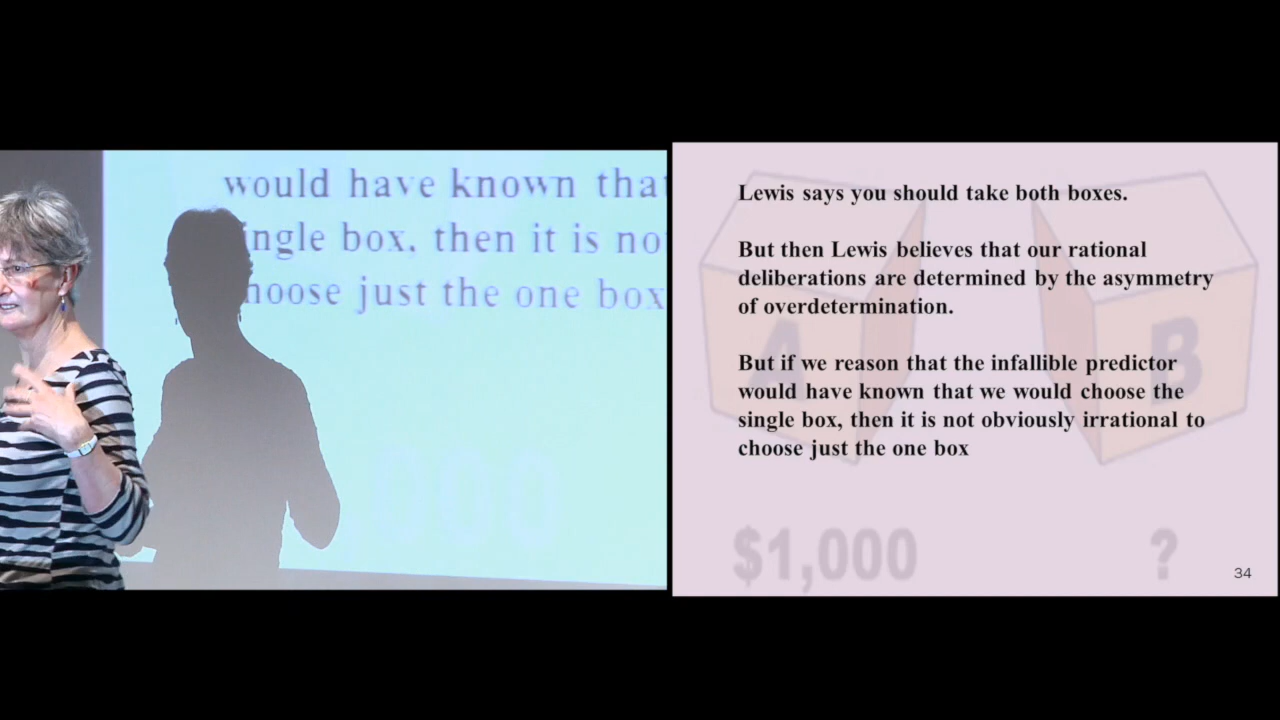 would have known that
ingle box, then it is no
hoose just the one box
Lewis says you should take both boxes.
But then Lewis believes that our rational
deliberations are determined by the asymmetry
of overdetermination.
But if we reason that the infallible predictor
would have known that we would choose the
single box, then it is not obviously irrational to
choose just the one box
A
B
$1,000
?
34